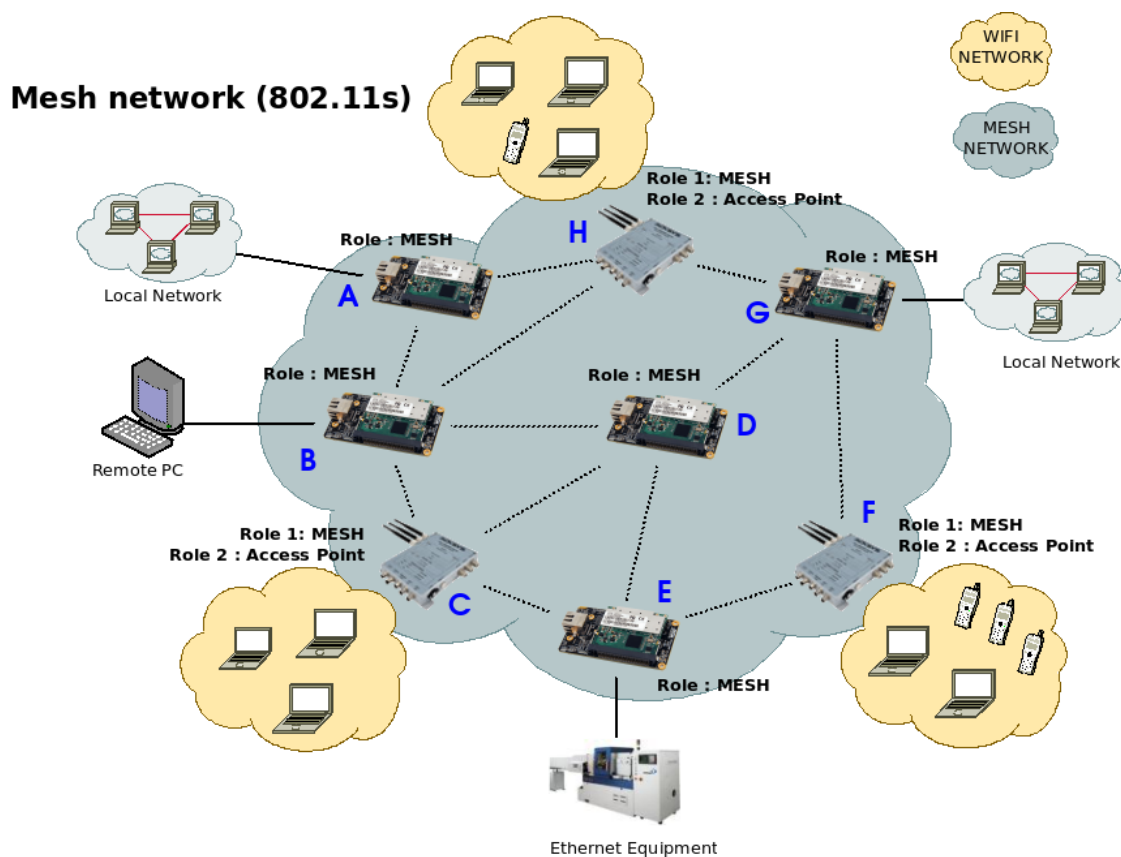 WIFI
NETWORK
Mesh network (802.11s)
MESH
NETWORK
Role 1: MESH
Role 2 : Access Point
H
Role : MESH
Role : MESH
A
Local Network
G
Local Network
Role : MESH
Role : MESH
D
B
Remote PC
F
Role 1: MESH
Role 2 : Access Point
Role 1: MESH
Role 2 : Access Point
C
E
Role : MESH
Ethernet Equipment